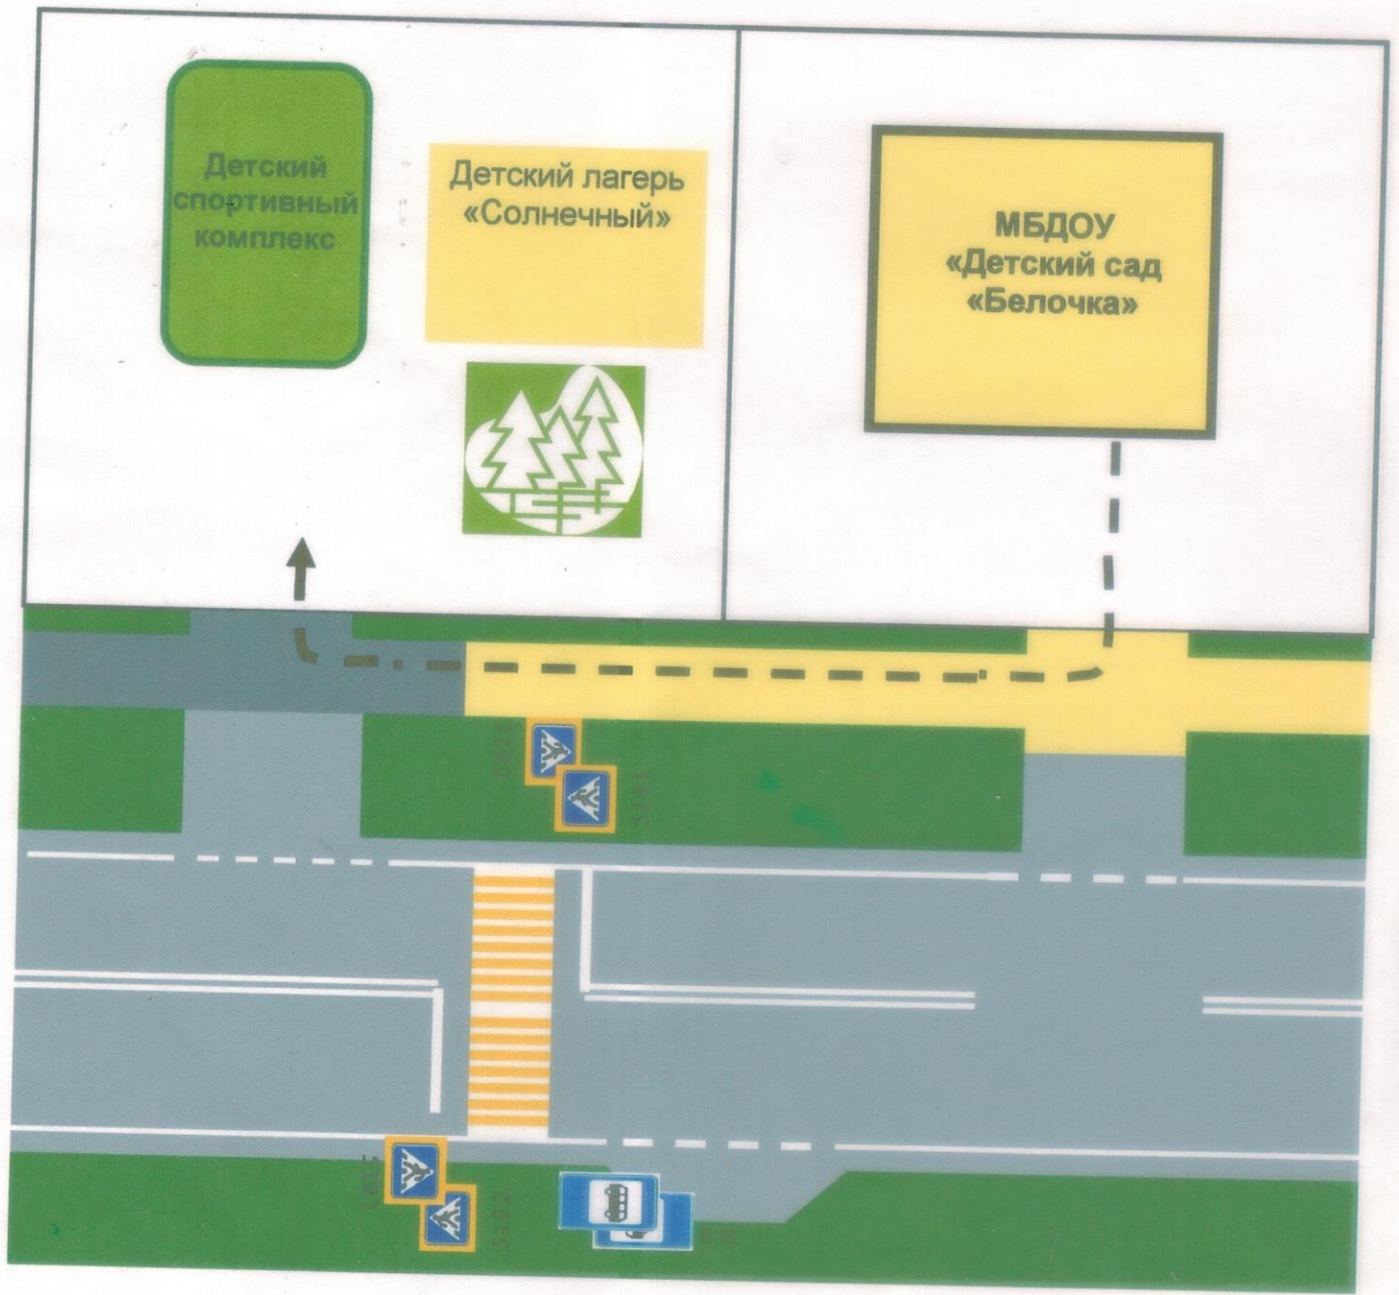 Детский
спортивный
комплекс
Детский лагерь
«Солнечный»
МБДОУ
«Детский сад
«Белочка»